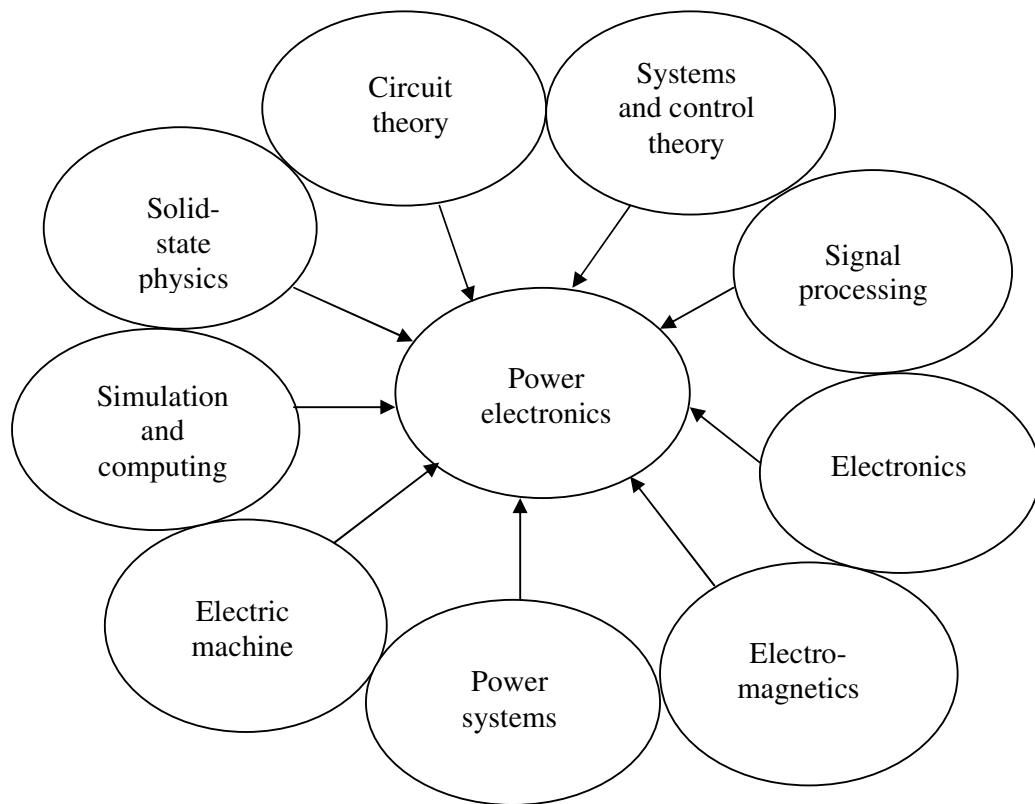 Circuit
theory
Systems
and control
theory
Solid-
state
physics
Signal
processing
Power
electronics
Simulation
and
computing
Electronics
Electric
machine
Electro-
magnetics
Power
systems